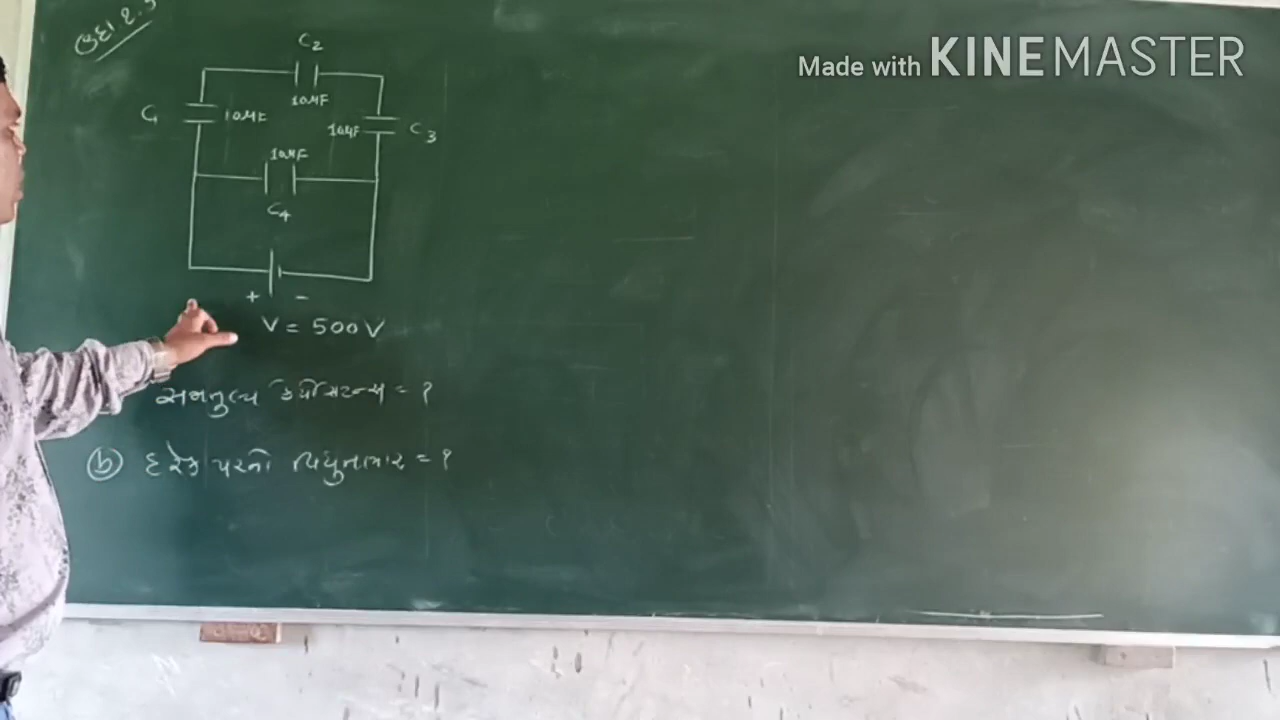 ઉદા ૨.૭
C₂
10μF
C₁ 10μF
10μF C₃
10μF
C₄
+ -
V = 500V
સમતુલ્ય કેપેસિટન્સ = ?
(b) દરેક પરનો વિદ્યુતભાર = ?
Made with KINEMASTER